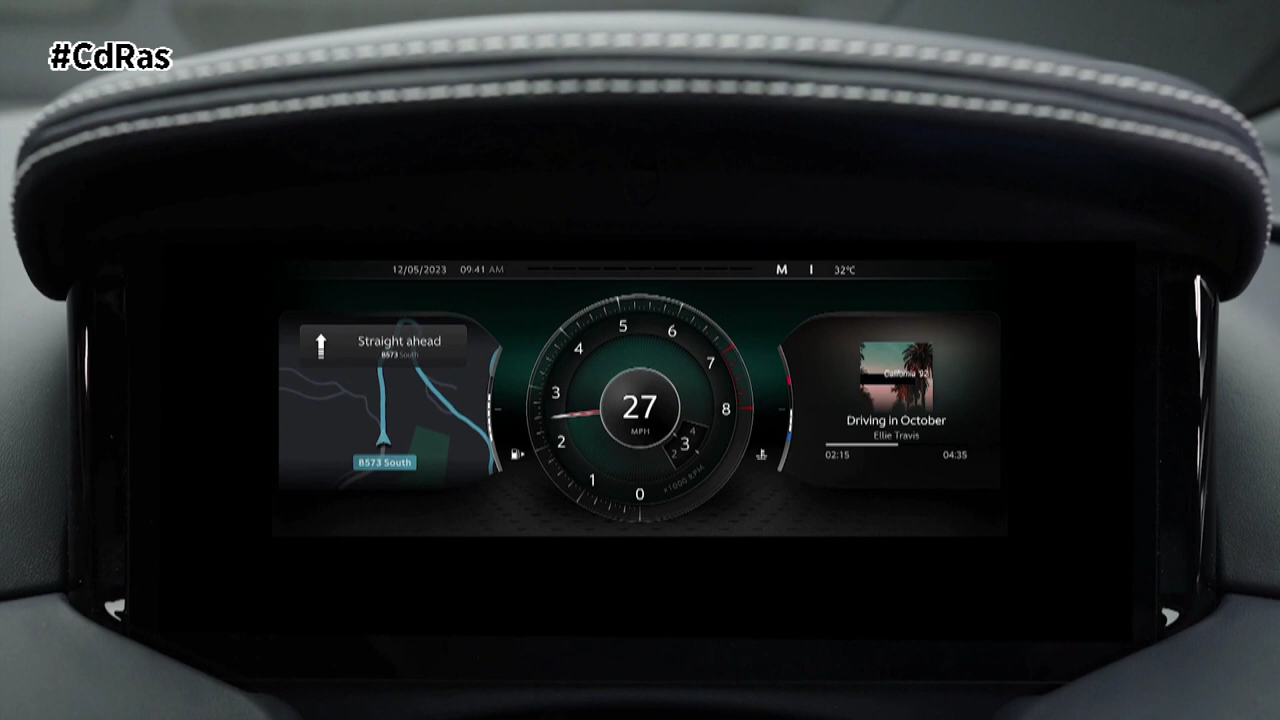 #CdRas
12/05/2023 09:41 AM M I 32°C
Straight ahead
B573 South
B573 South
5
6
4
7
3
8
2
1
0
27
MPH
4
3
2
×1000 RPM
California '92
Driving in October
Ellie Travis
02:15 04:35